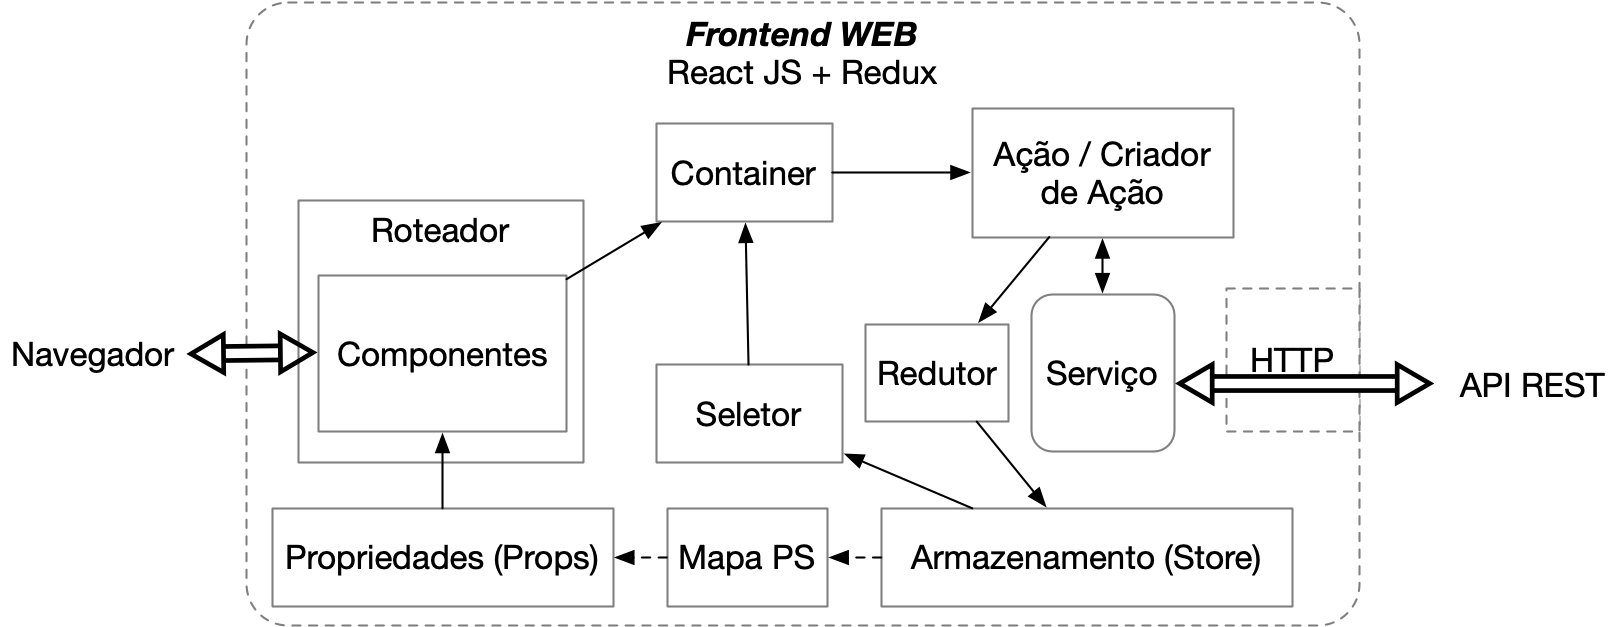 Frontend WEB
React JS + Redux
Container
Ação / Criador
de Ação
Roteador
Componentes
Navegador
Seletor
Redutor
Serviço
HTTP
API REST
Propriedades (Props)
Mapa PS
Armazenamento (Store)